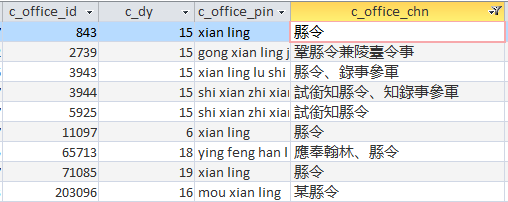 c_office_id c_dy c_office_pin c_office_chn
843 15 xian ling 縣令
2739 15 gong xian ling j 鞏縣令兼陵臺令事
3943 15 xian ling lu shi 縣令、錄事參軍
3944 15 shi xian zhi xian 試銜知縣令、知錄事參軍
5925 15 shi xian zhi xian 試銜知縣令
11097 6 xian ling 縣令
65713 18 ying feng han l 應奉翰林、縣令
71085 19 xian ling 縣令
203096 16 mou xian ling 某縣令